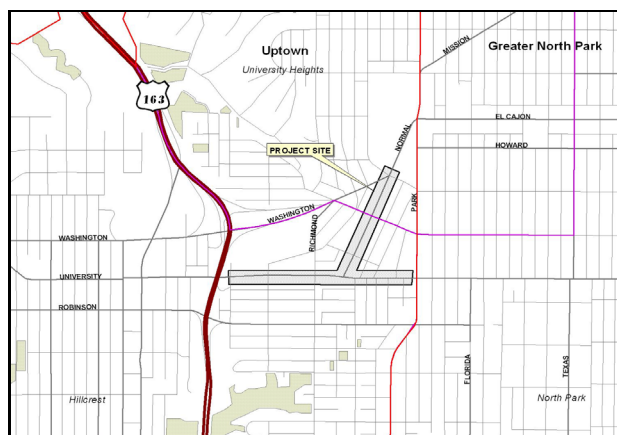 MISSION
Uptown
Greater North Park
University Heights
163
EL CAJON
NORMAL
HOWARD
PROJECT SITE
PARK
WASHINGTON
RICHMOND
WASHINGTON
UNIVERSITY
ROBINSON
FLORIDA
TEXAS
Hillcrest
North Park